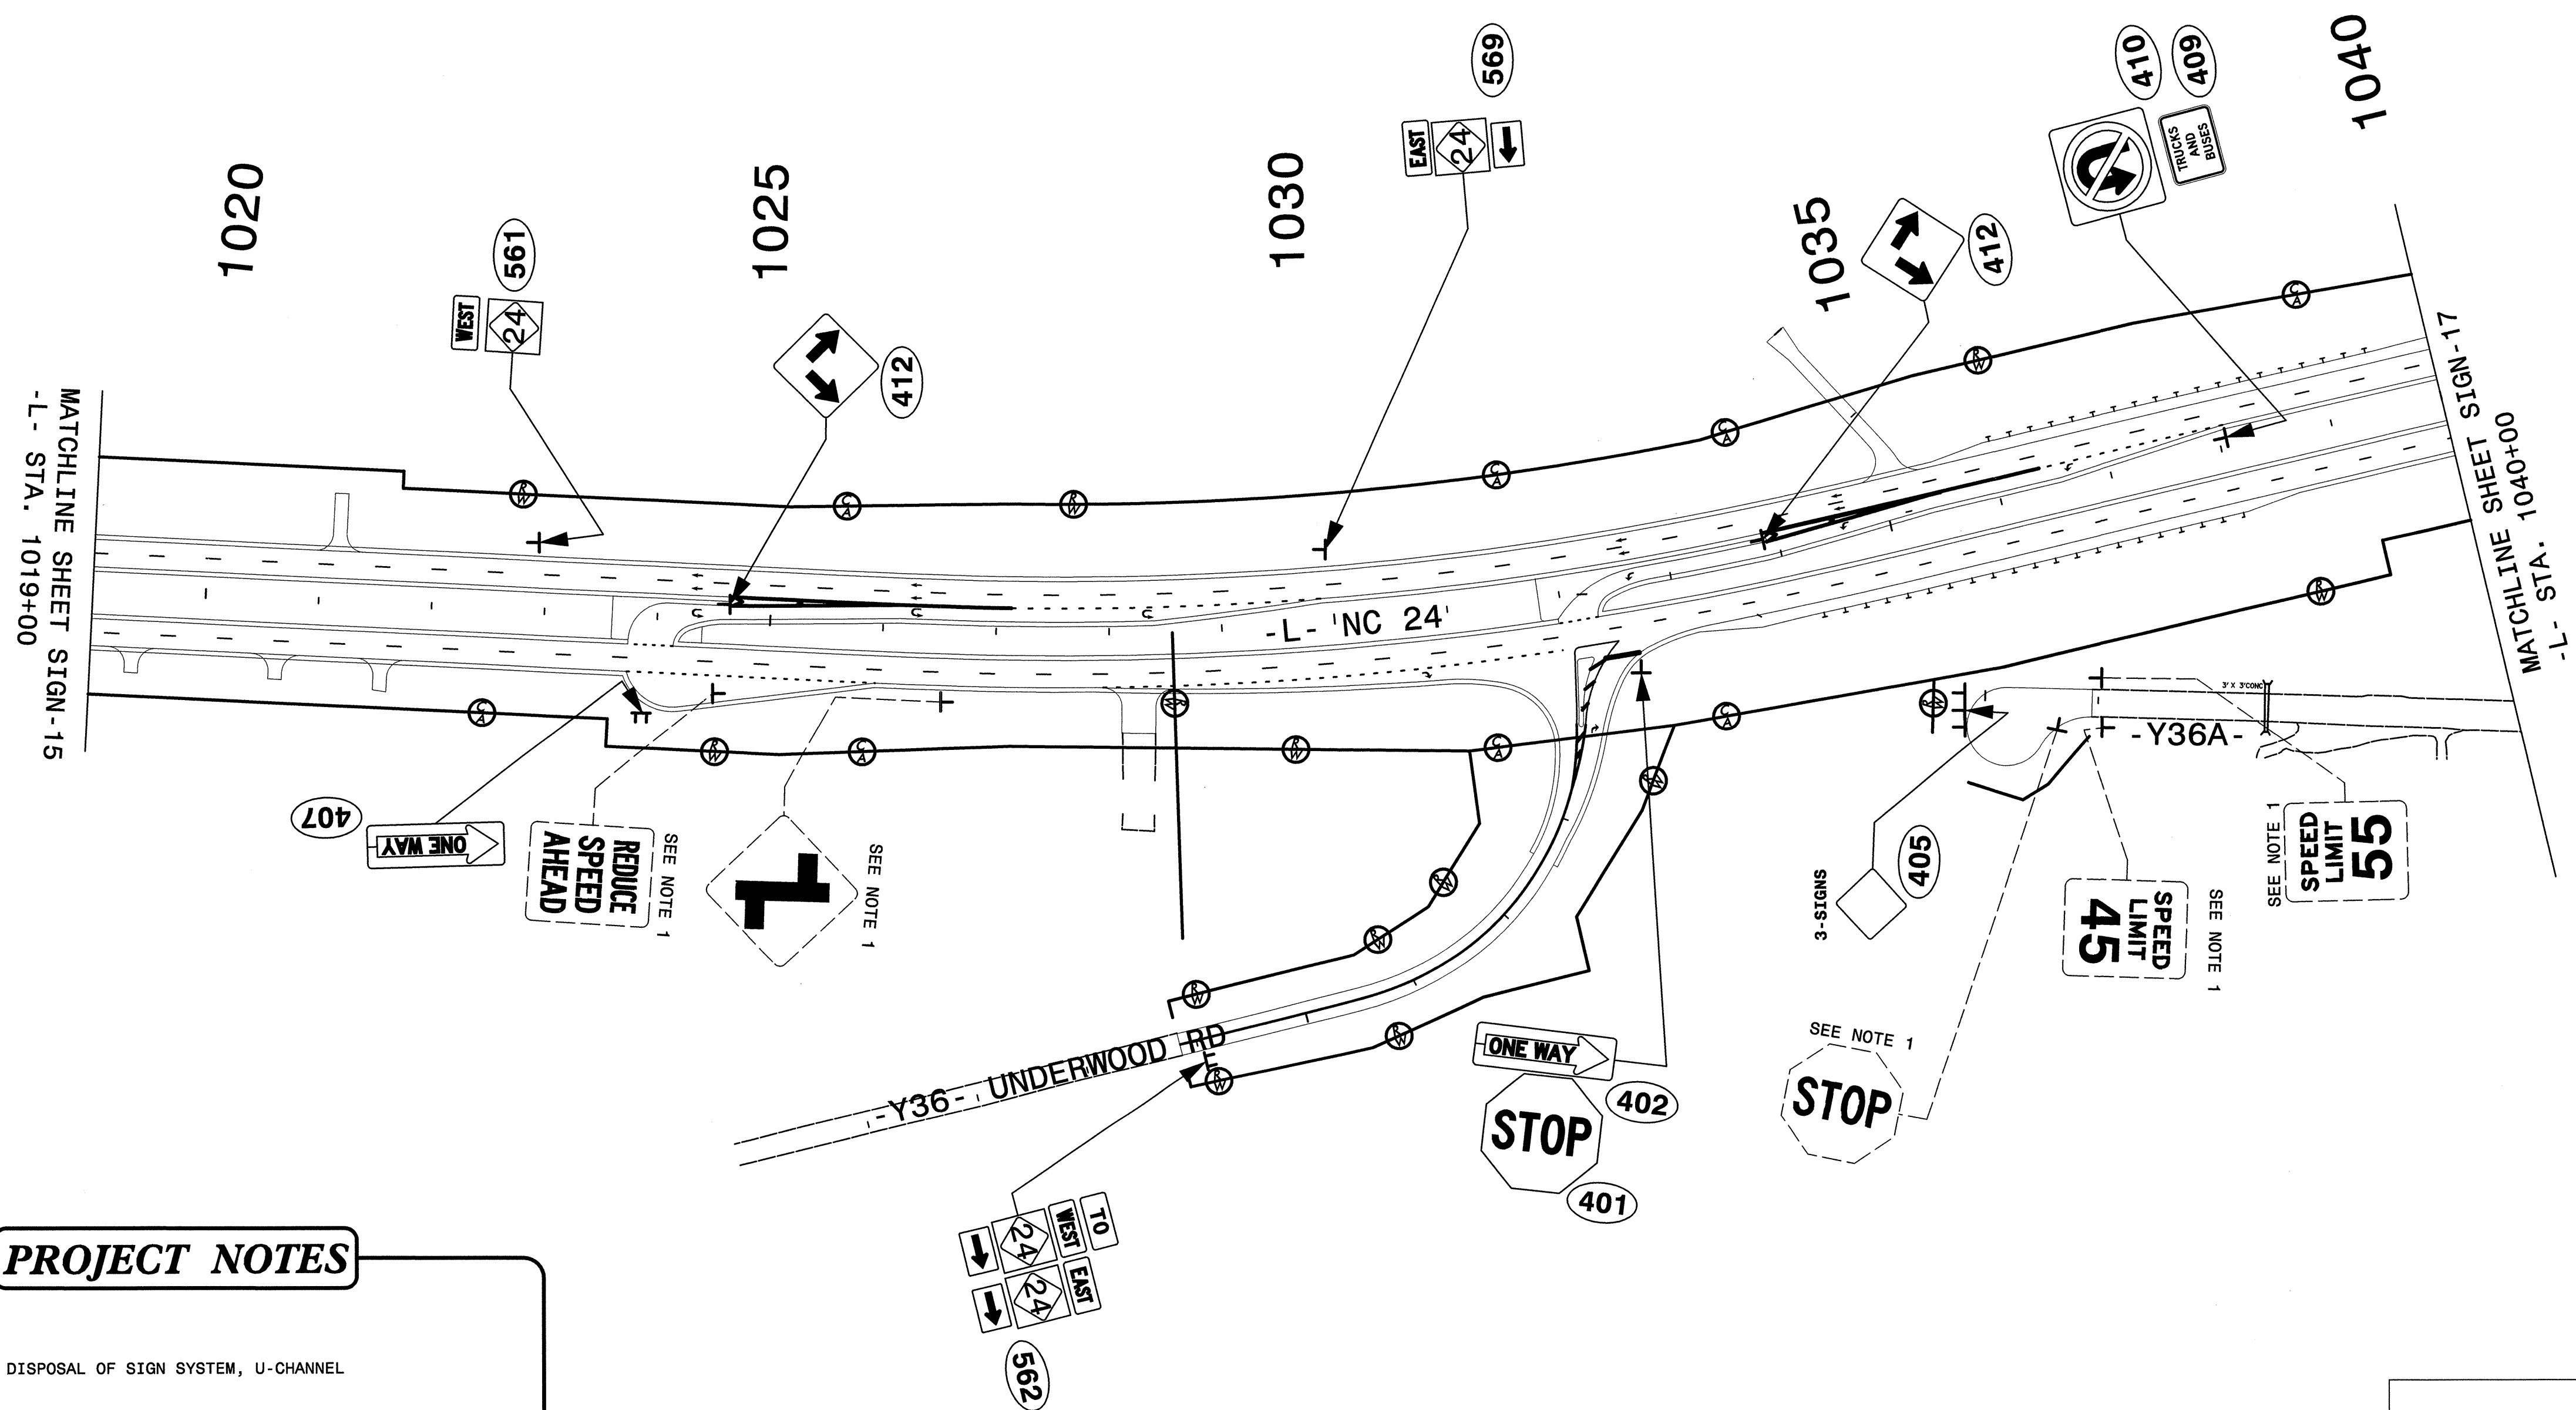 1020
1025
1030
1035
1040
561
WEST
24
412
569
EAST
24
412
410
409
TRUCKS
AND
BUSES
MATCHLINE SHEET SIGN-15
-L- STA. 1019+00
MATCHLINE SHEET SIGN-17
-L- STA. 1040+00
-L- 'NC 24'
3' X 3'CONC
-Y36A-
407
ONE WAY
REDUCE
SPEED
AHEAD
SEE NOTE 1
SEE NOTE 1
3-SIGNS
405
SPEED
LIMIT
45
SEE NOTE 1
SEE NOTE 1
SPEED
LIMIT
55
SEE NOTE 1
STOP
-Y36- UNDERWOOD RD
ONE WAY
402
STOP
401
TO
WEST
24
EAST
24
562
R/W
C/A
R/W
C/A
C/A
R/W
C/A
R/W
C/A
R/W
C/A
R/W
R/W
C/A
C/A
R/W
R/W
R/W
R/W
R/W
R/W
R/W
R/W
PROJECT NOTES
DISPOSAL OF SIGN SYSTEM, U-CHANNEL